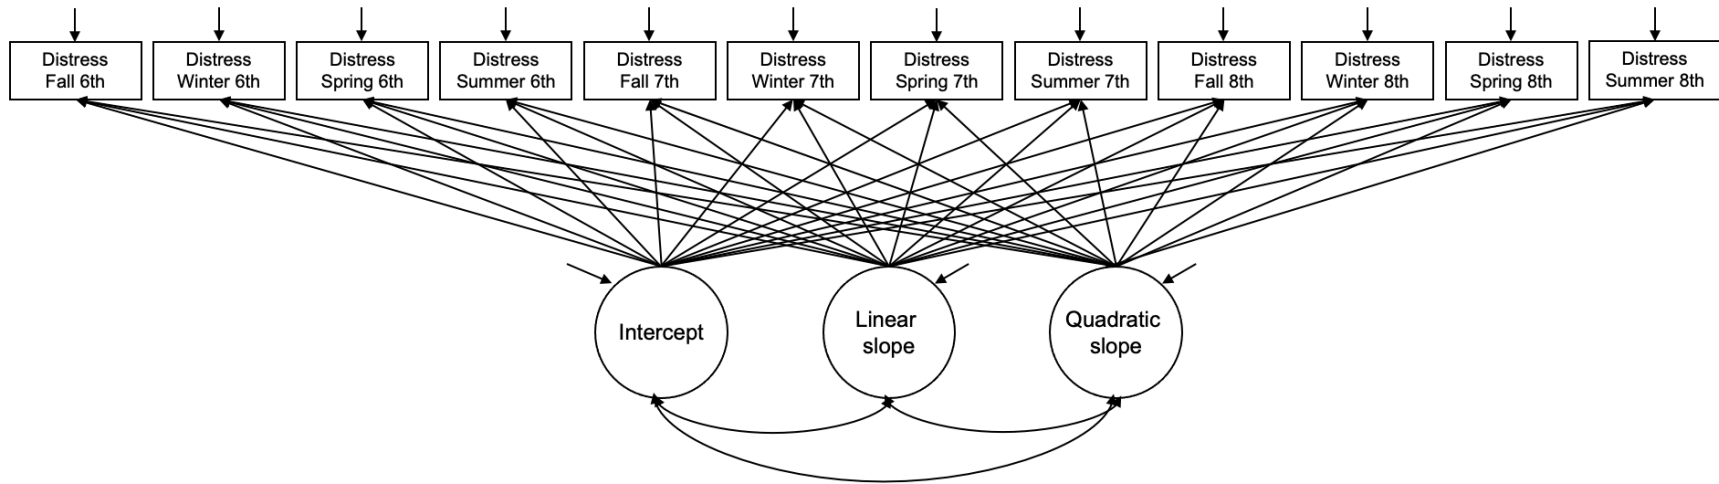 Distress
Fall 6th
Distress
Winter 6th
Distress
Spring 6th
Distress
Summer 6th
Distress
Fall 7th
Distress
Winter 7th
Distress
Spring 7th
Distress
Summer 7th
Distress
Fall 8th
Distress
Winter 8th
Distress
Spring 8th
Distress
Summer 8th
Intercept
Linear
slope
Quadratic
slope